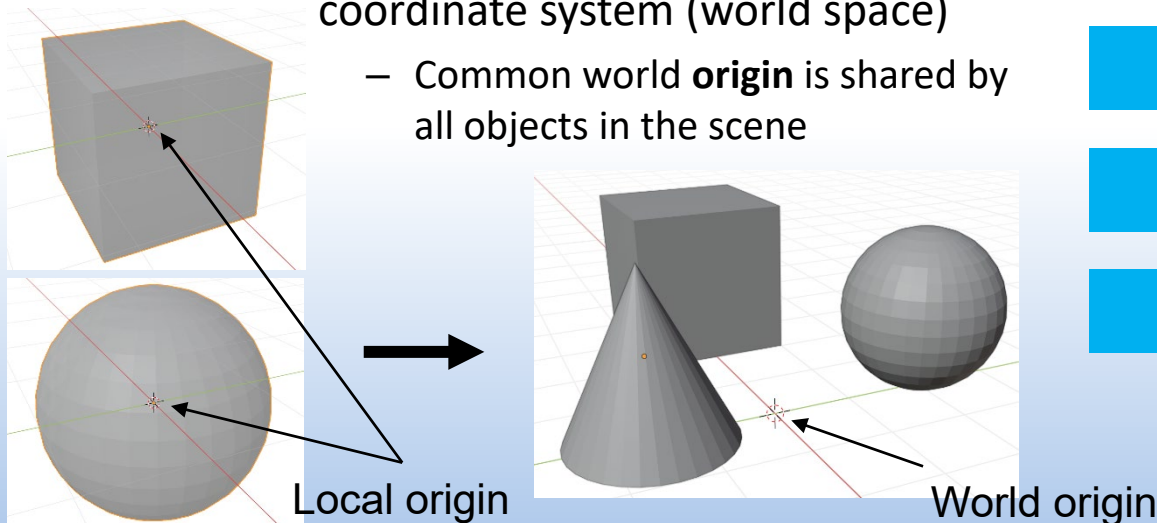 coordinate system (world space)
– Common world origin is shared by
all objects in the scene
Local origin
World origin